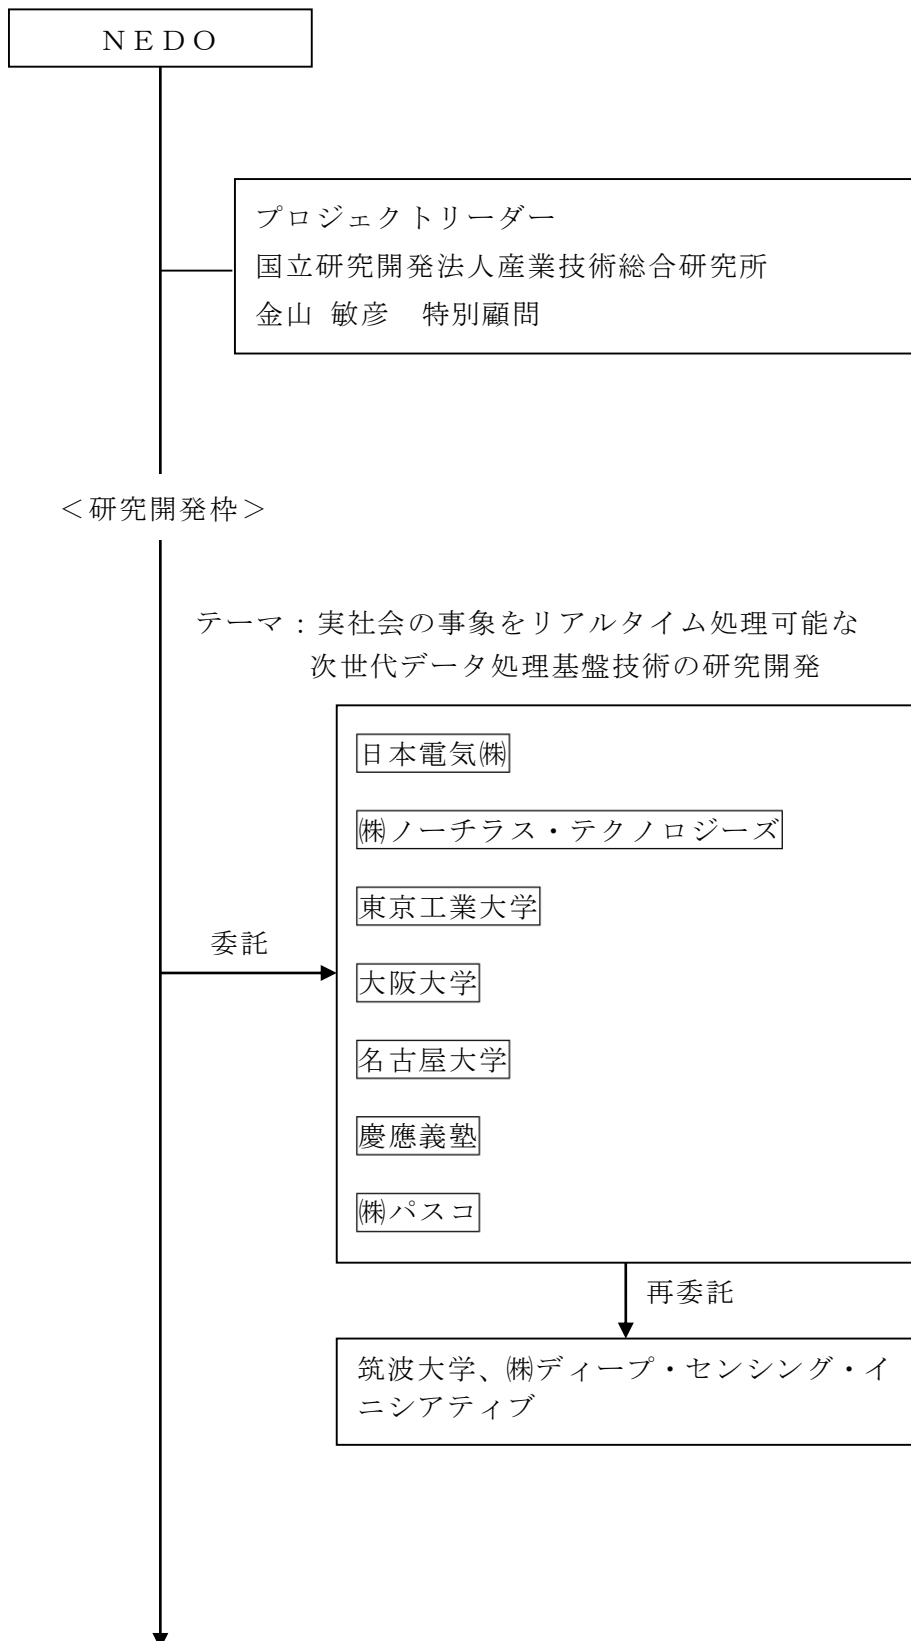 NEDO
プロジェクトリーダー
国立研究開発法人産業技術総合研究所
金山 敏彦 特別顧問
＜研究開発枠＞
テーマ：実社会の事象をリアルタイム処理可能な
次世代データ処理基盤技術の研究開発
日本電気㈱
㈱ノーチラス・テクノロジーズ
東京工業大学
委託
大阪大学
名古屋大学
慶應義塾
㈱パスコ
再委託
筑波大学、㈱ディープ・センシング・イ
ニシアティブ